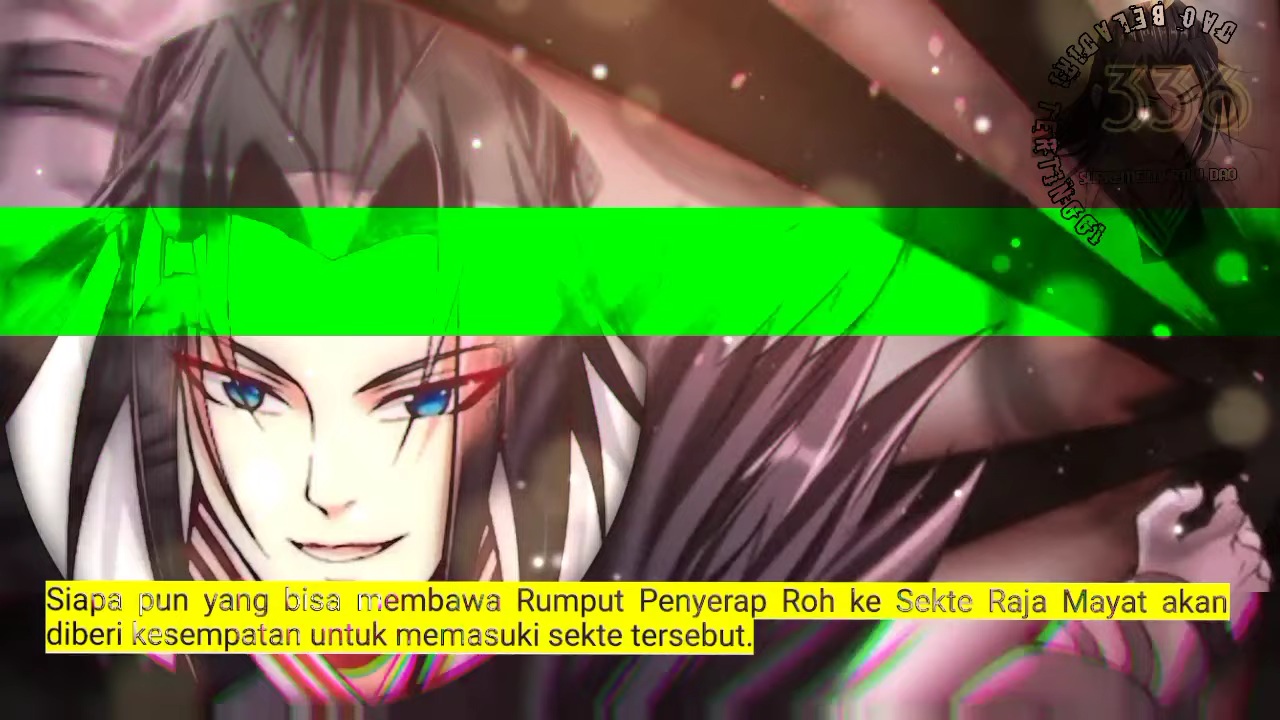 336
Siapa pun yang bisa membawa Rumput Penyerap Roh ke Sekte Raja Mayat akan
diberi kesempatan untuk memasuki sekte tersebut.